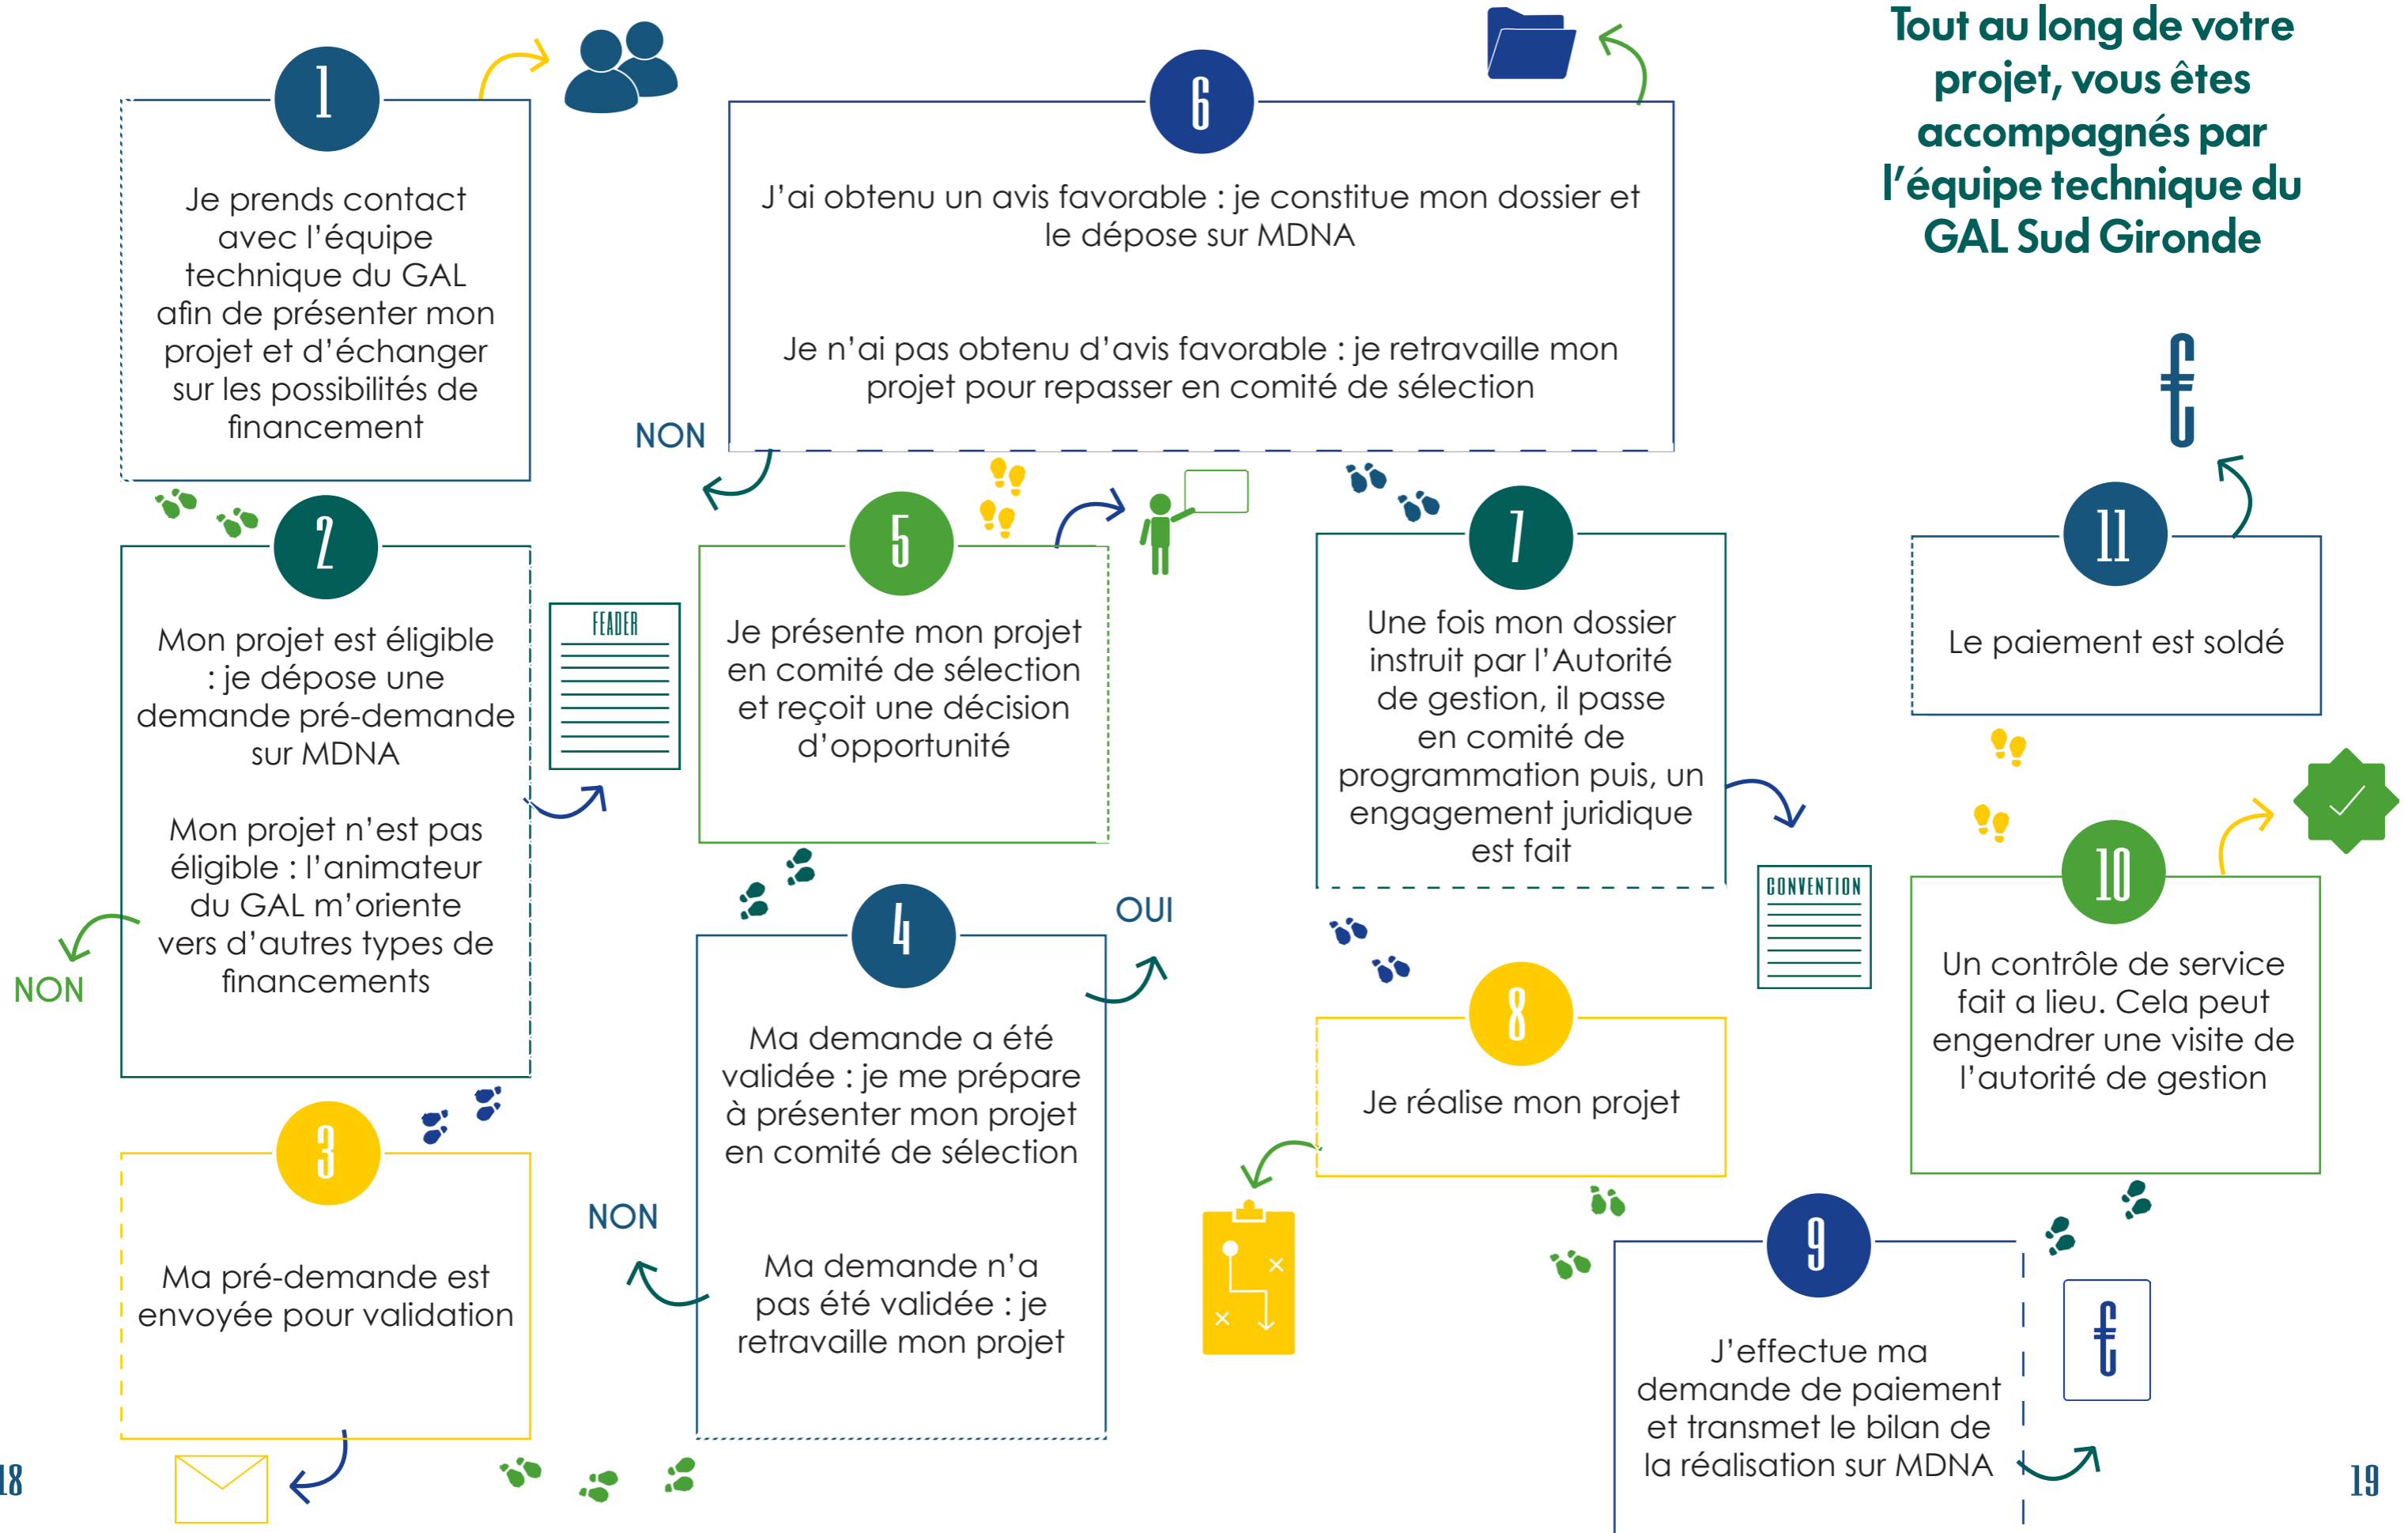 1
Je prends contact
avec l'équipe
technique du GAL
afin de présenter mon
projet et d'échanger
sur les possibilités de
financement
2
Mon projet est éligible
: je dépose une
demande pré-demande
sur MDNA
Mon projet n'est pas
éligible : l'animateur
du GAL m'oriente
vers d'autres types de
financements
NON
FEADER
3
Ma pré-demande est
envoyée pour validation
18
4
Ma demande a été
validée : je me prépare
à présenter mon projet
en comité de sélection
OUI
Ma demande n'a
pas été validée : je
retravaille mon projet
NON
5
Je présente mon projet
en comité de sélection
et reçoit une décision
d'opportunité
6
J'ai obtenu un avis favorable : je constitue mon dossier et
le dépose sur MDNA
Je n'ai pas obtenu d'avis favorable : je retravaille mon
projet pour repasser en comité de sélection
NON
7
Une fois mon dossier
instruit par l'Autorité
de gestion, il passe
en comité de
programmation puis, un
engagement juridique
est fait
CONVENTION
8
Je réalise mon projet
9
J'effectue ma
demande de paiement
et transmet le bilan de
la réalisation sur MDNA
€
10
Un contrôle de service
fait a lieu. Cela peut
engendrer une visite de
l'autorité de gestion
11
Le paiement est soldé
€
Tout au long de votre
projet, vous êtes
accompagnés par
l'équipe technique du
GAL Sud Gironde
19